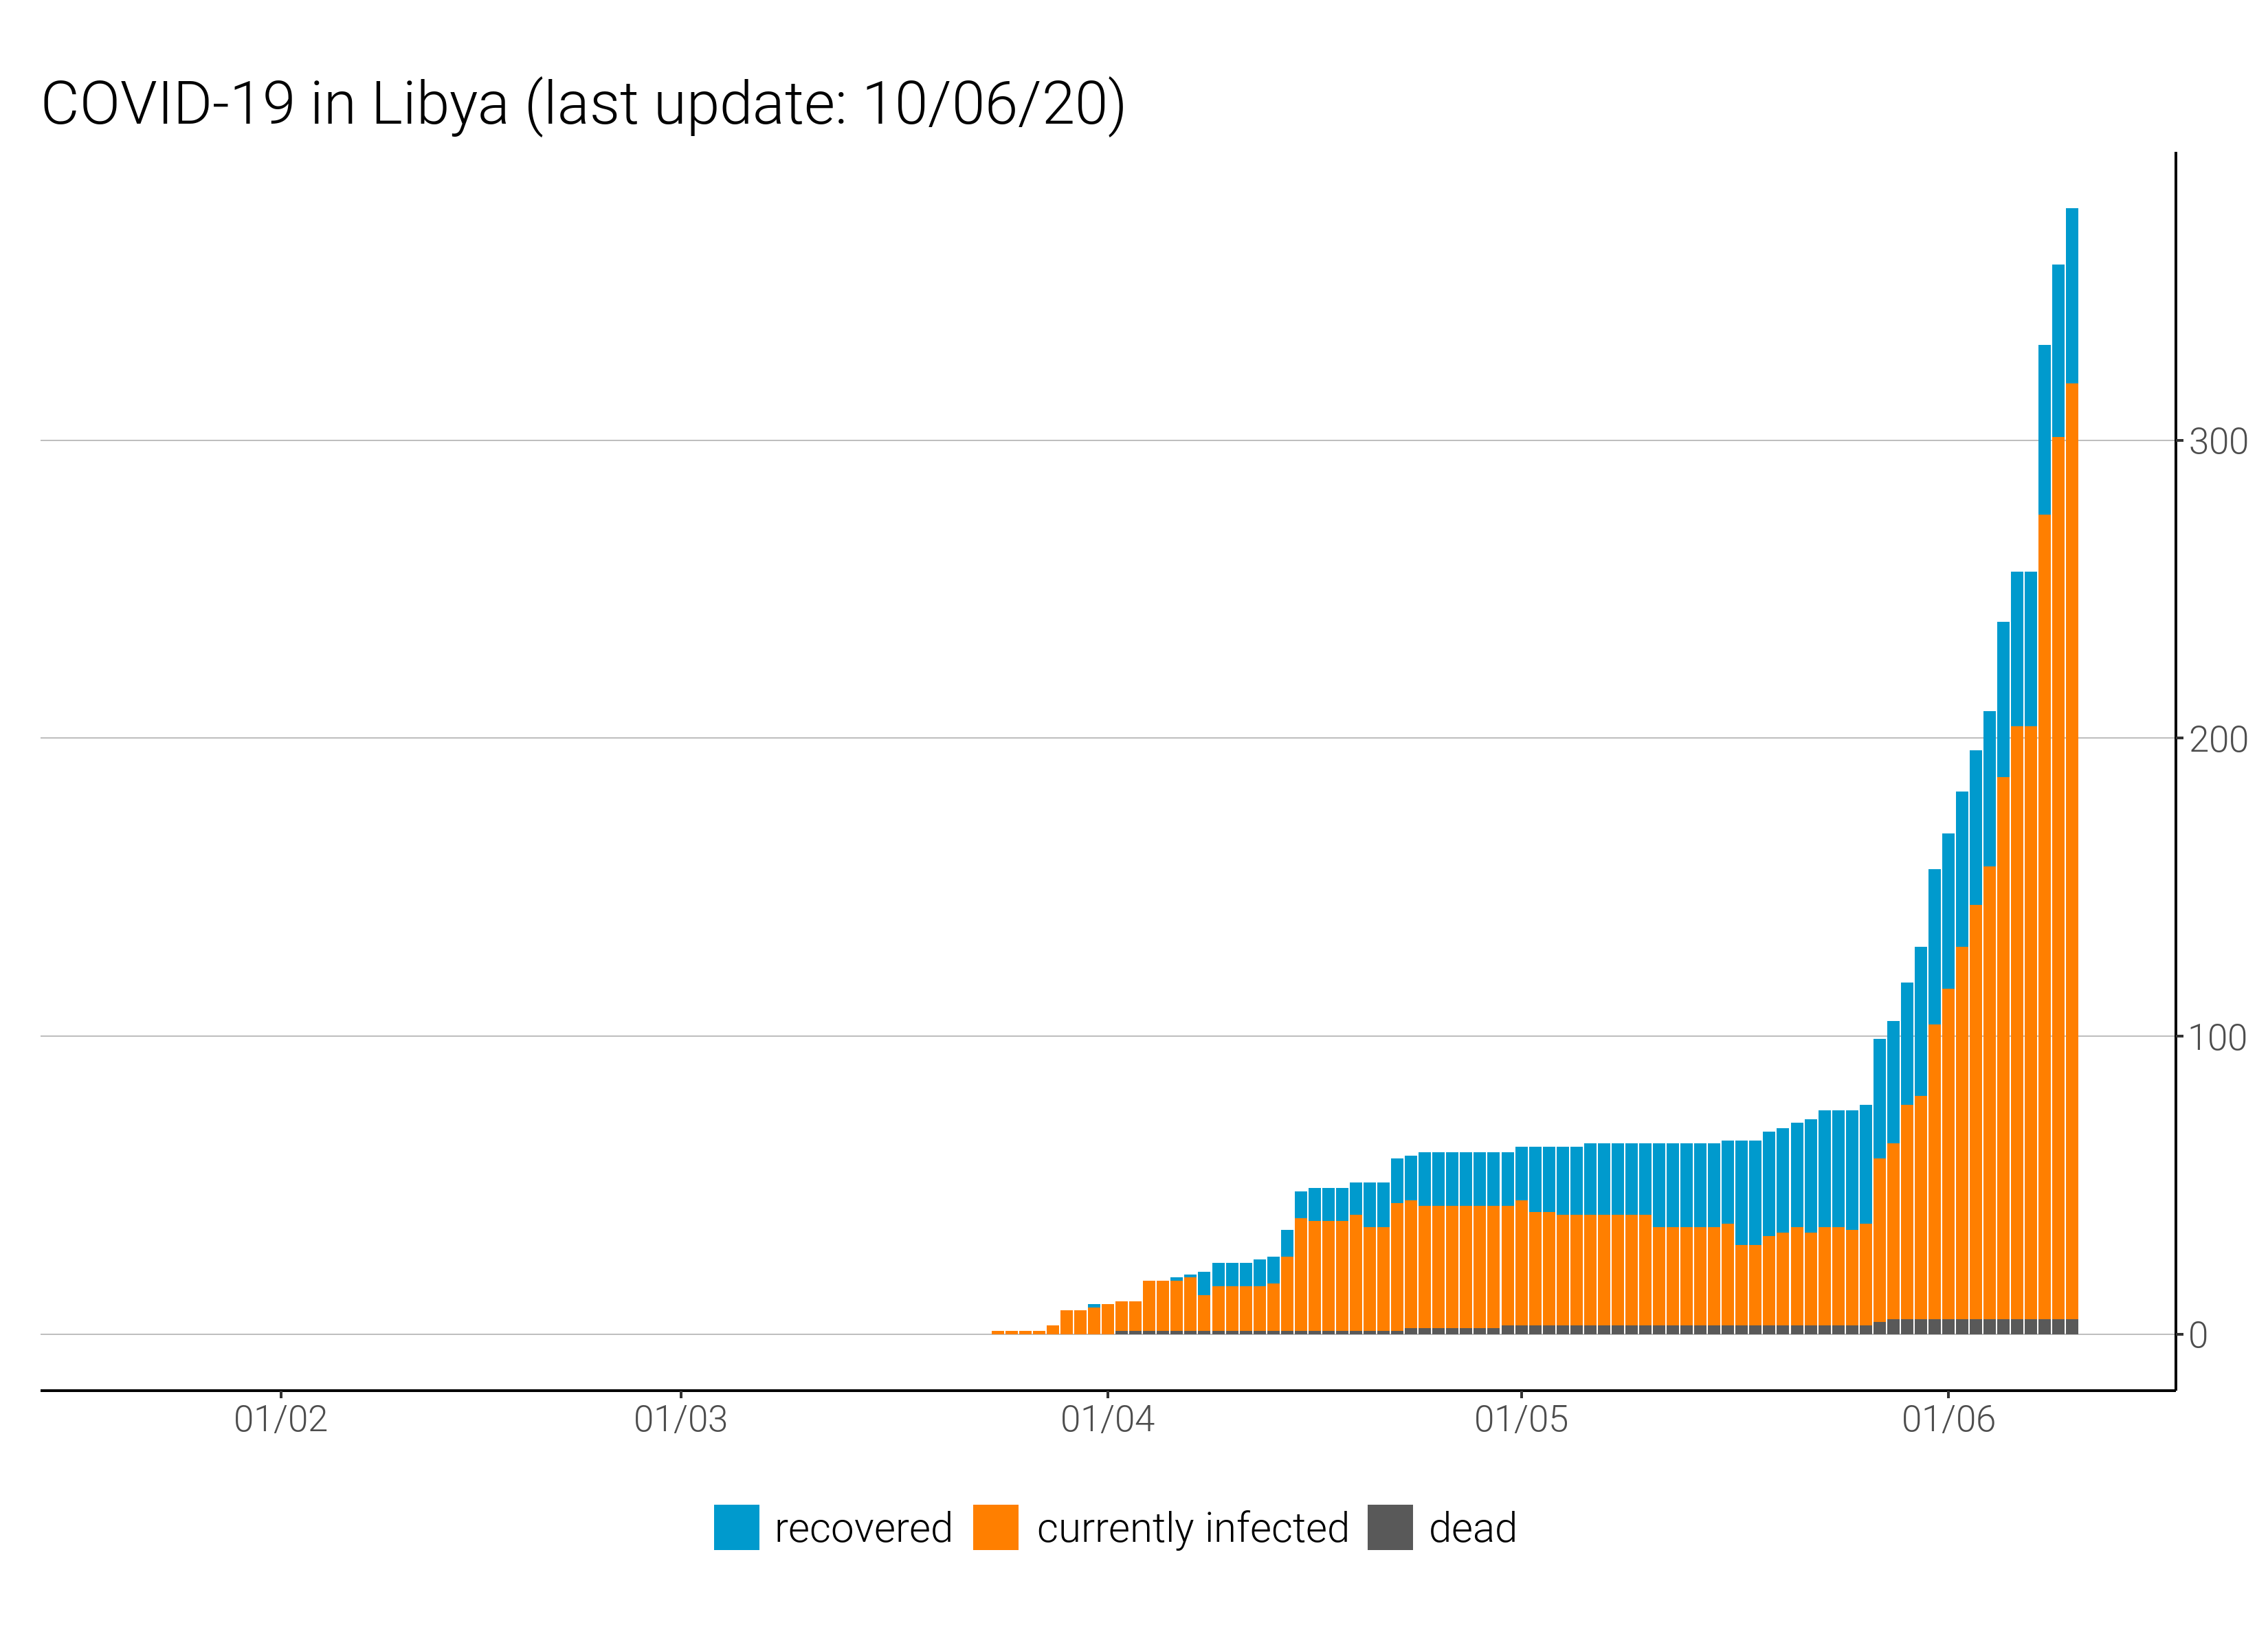 COVID-19 in Libya (last update: 10/06/20)
300
200
100
0
01/02 01/03 01/04 01/05 01/06
recovered currently infected dead